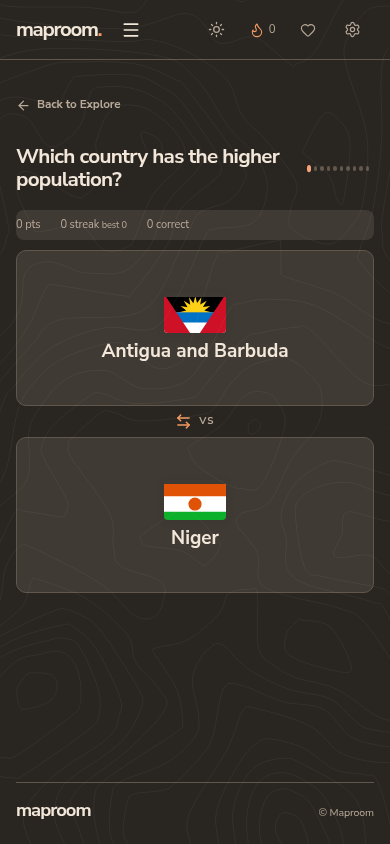 maproom.
0
Back to Explore
Which country has the higher
population?
0 pts 0 streak best 0 0 correct
Antigua and Barbuda
VS
Niger
maproom
© Maproom